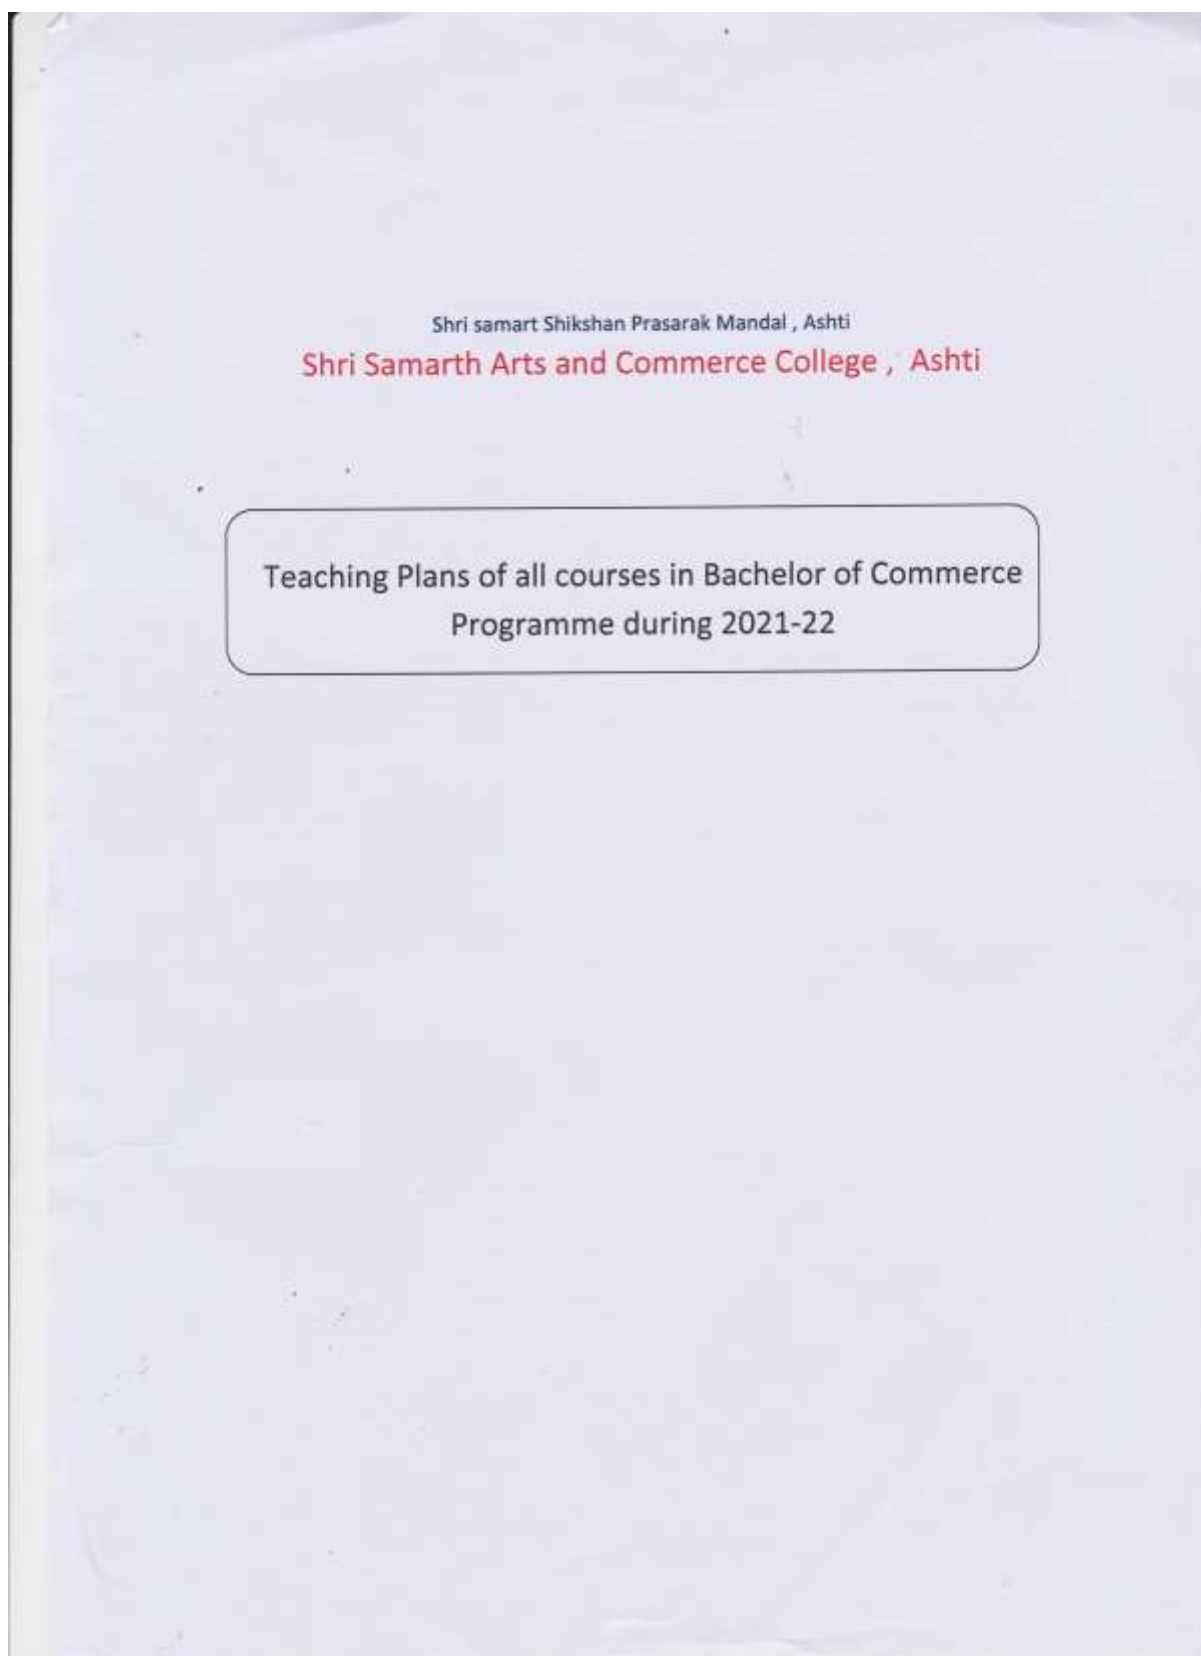 Shri samart Shikshan Prasarak Mandal , Ashti
Shri Samarth Arts and Commerce College , Ashti
Teaching Plans of all courses in Bachelor of Commerce
Programme during 2021-22